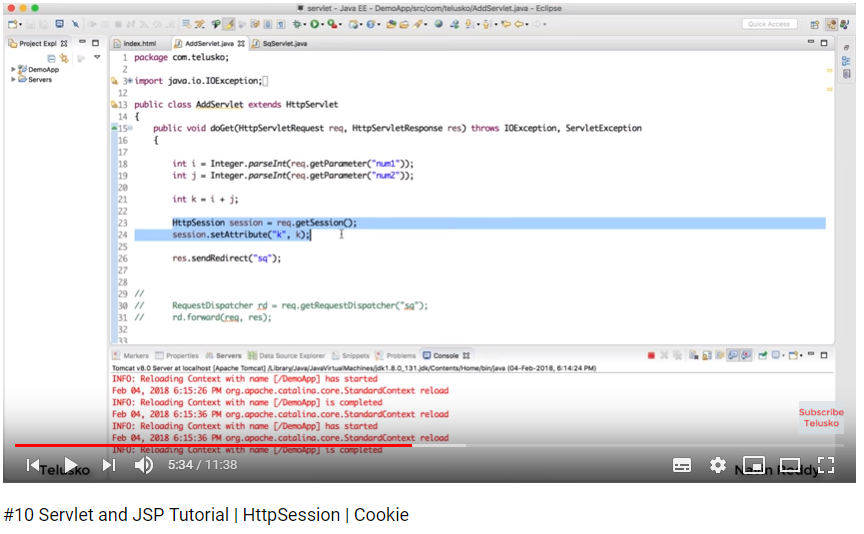 servlet - Java EE - DemoApp/src/com/telusko/AddServlet.java - Eclipse
Quick Access
Project Expl
DemoApp
Servers
index.html
AddServlet.java
SqServlet.java
1 package com.telusko;
2
3 import java.io.IOException;
12
13 public class AddServlet extends HttpServlet
14 {
15 public void doGet(HttpServletRequest req, HttpServletResponse res) throws IOException, ServletException
16 {
17
18 int i = Integer.parseInt(req.getParameter("num1"));
19 int j = Integer.parseInt(req.getParameter("num2"));
20
21 int k = i + j;
22
23 HttpSession session = req.getSession();
24 session.setAttribute("k", k);
25
26 res.sendRedirect("sq");
27
28
29 //
30 // RequestDispatcher rd = req.getRequestDispatcher("sq");
31 // rd.forward(req, res);
32
33
Markers Properties Servers Data Source Explorer Snippets Problems Console
Tomcat v8.0 Server at localhost [Apache Tomcat] /Library/Java/JavaVirtualMachines/jdk1.8.0_131.jdk/Contents/Home/bin/java (04-Feb-2018, 6:14:24 PM)
INFO: Reloading Context with name [/DemoApp] has started
Feb 04, 2018 6:15:26 PM org.apache.catalina.core.StandardContext reload
INFO: Reloading Context with name [/DemoApp] is completed
Feb 04, 2018 6:15:36 PM org.apache.catalina.core.StandardContext reload
INFO: Reloading Context with name [/DemoApp] has started
Feb 04, 2018 6:15:36 PM org.apache.catalina.core.StandardContext reload
INFO: Reloading Context with name [/DemoApp] is completed
Subscribe
Telusko
Telusko
5:34 / 11:38
Navin Reddy
#10 Servlet and JSP Tutorial | HttpSession | Cookie